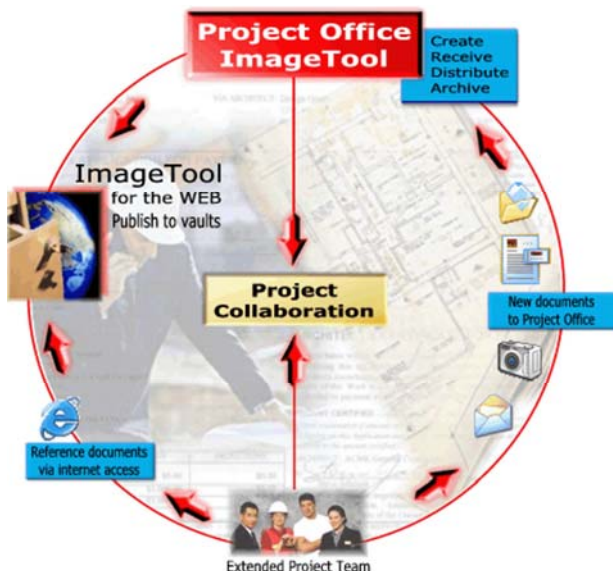 Project Office
ImageTool
Create
Receive
Distribute
Archive
ImageTool
for the WEB
Publish to vaults
Project
Collaboration
New documents
to Project Office
Reference documents
via internet access
Extended Project Team